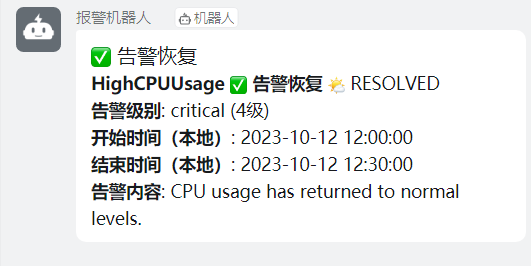 报警机器人 机器人
✅ 告警恢复
HighCPUUsage ✅ 告警恢复 🌤️ RESOLVED
告警级别: critical (4级)
开始时间（本地）: 2023-10-12 12:00:00
结束时间（本地）: 2023-10-12 12:30:00
告警内容: CPU usage has returned to normal
levels.